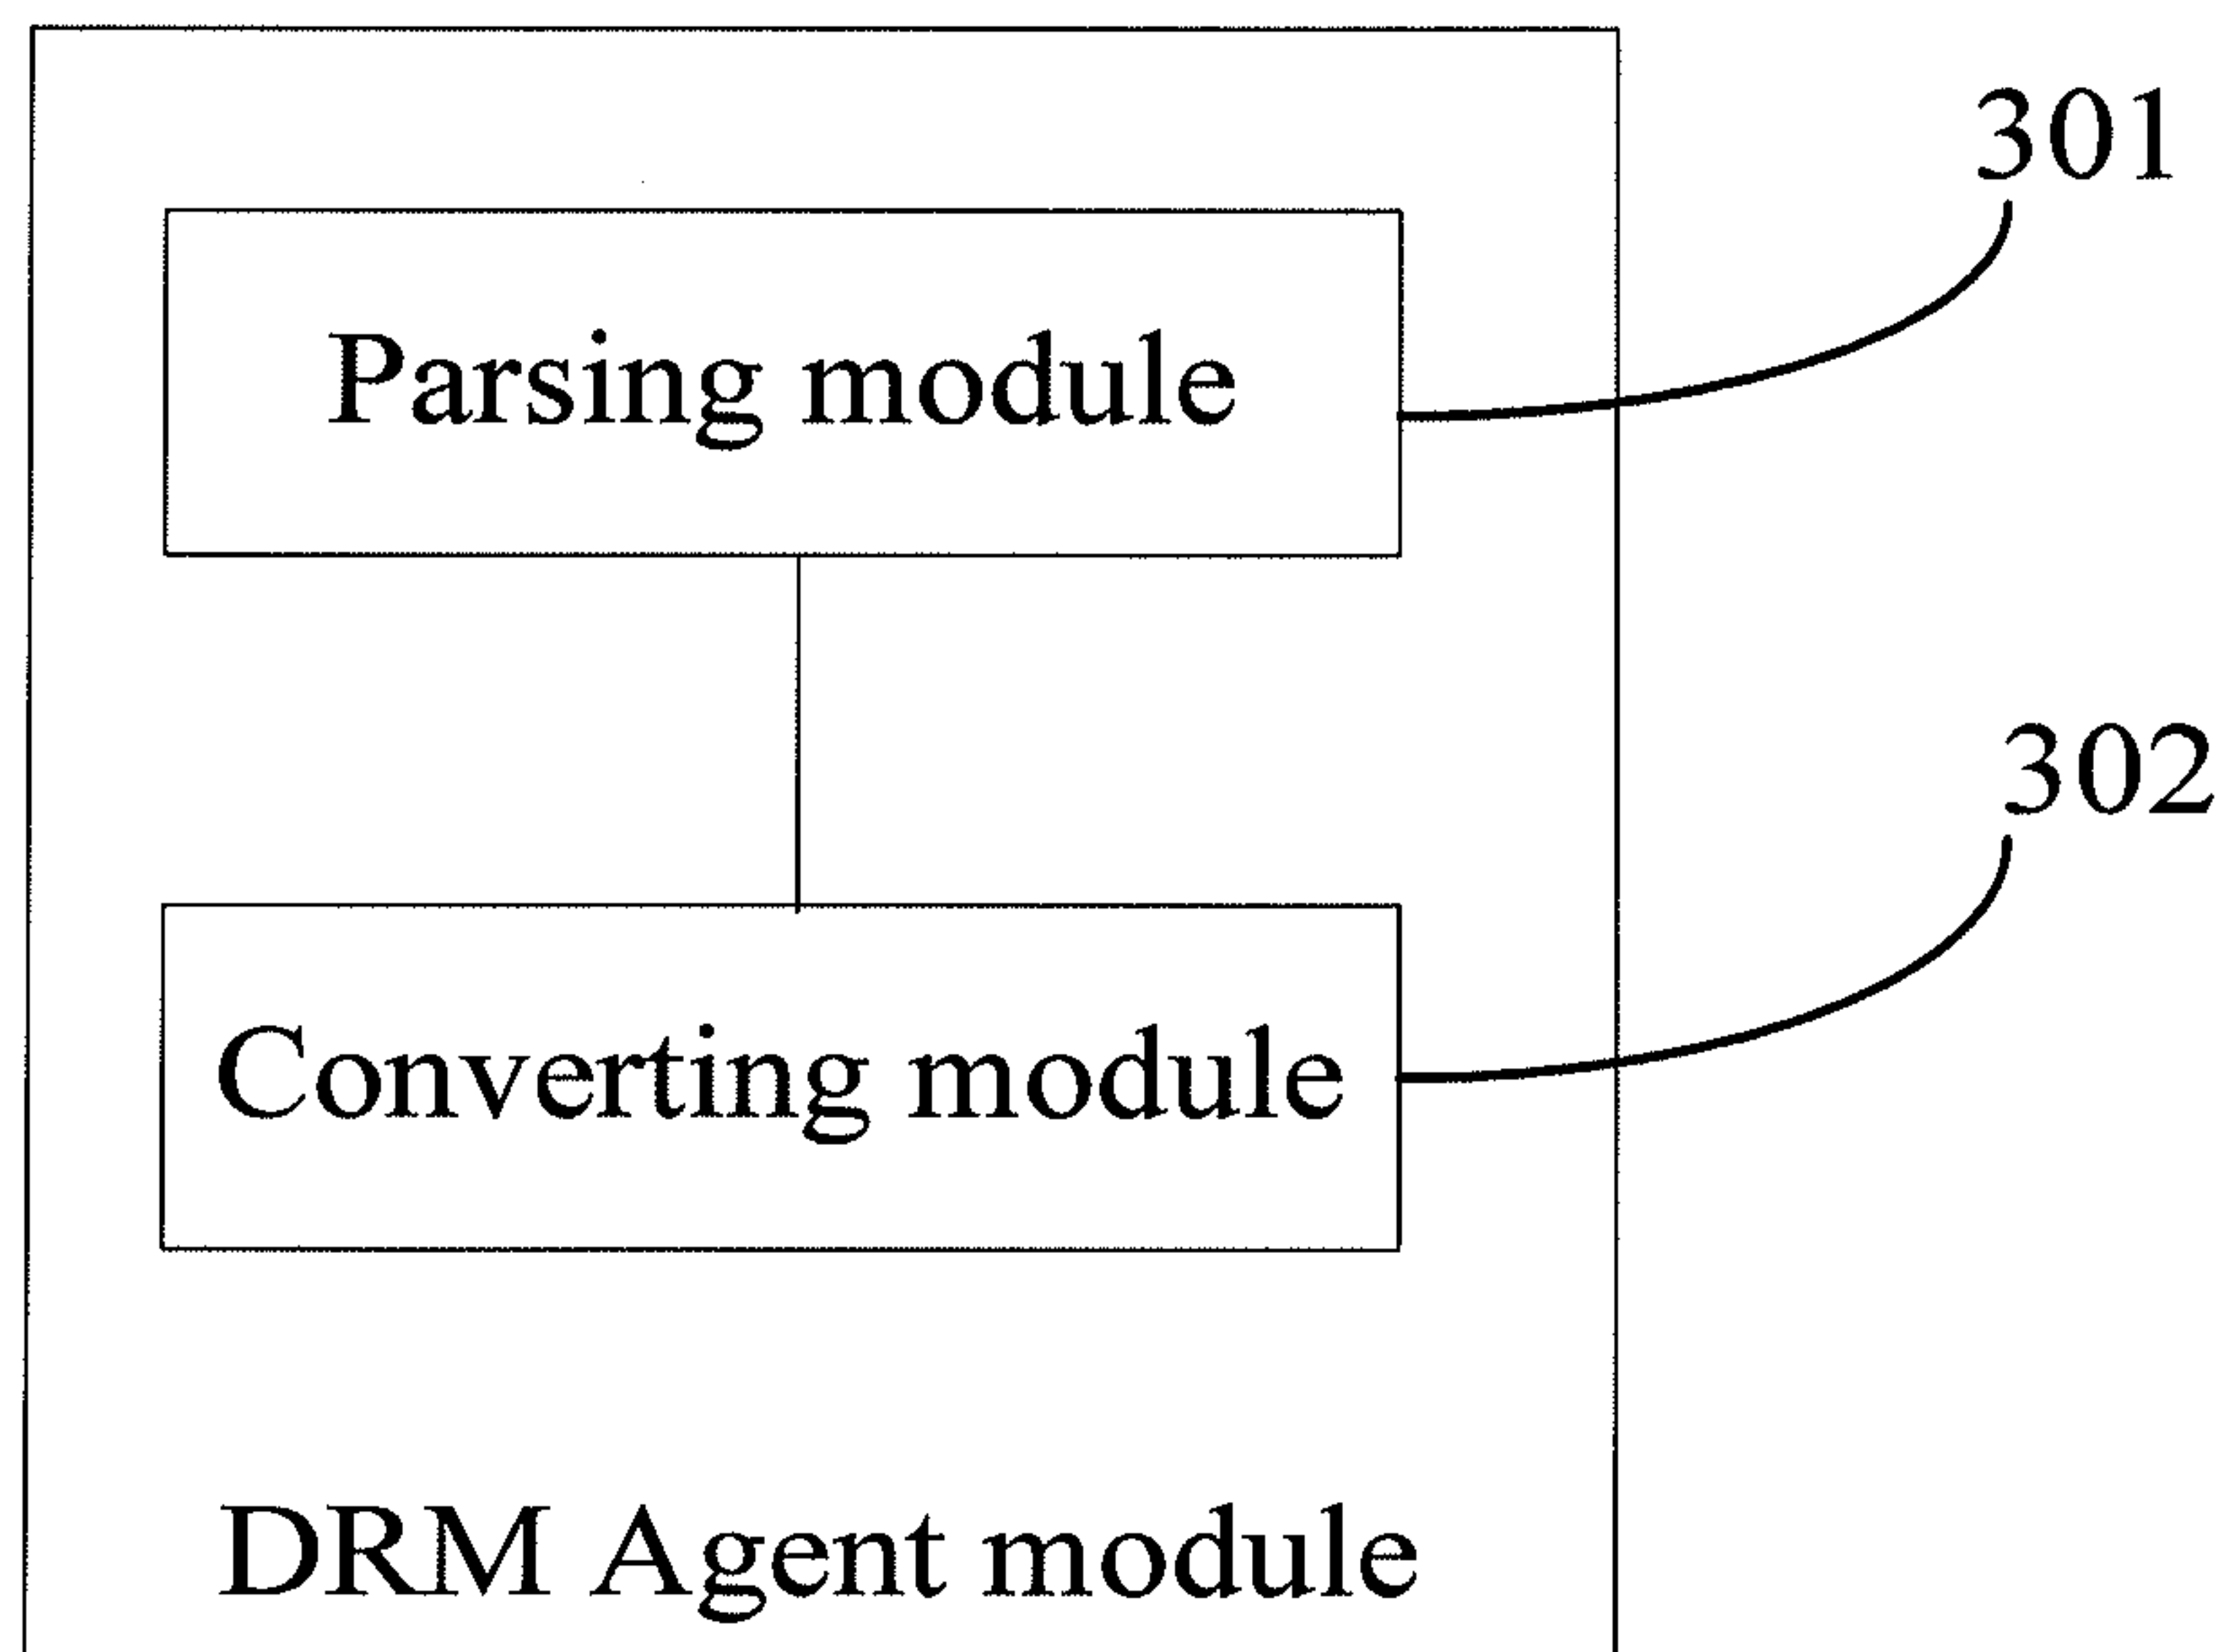 301
Parsing module
302
Converting module
DRM Agent module